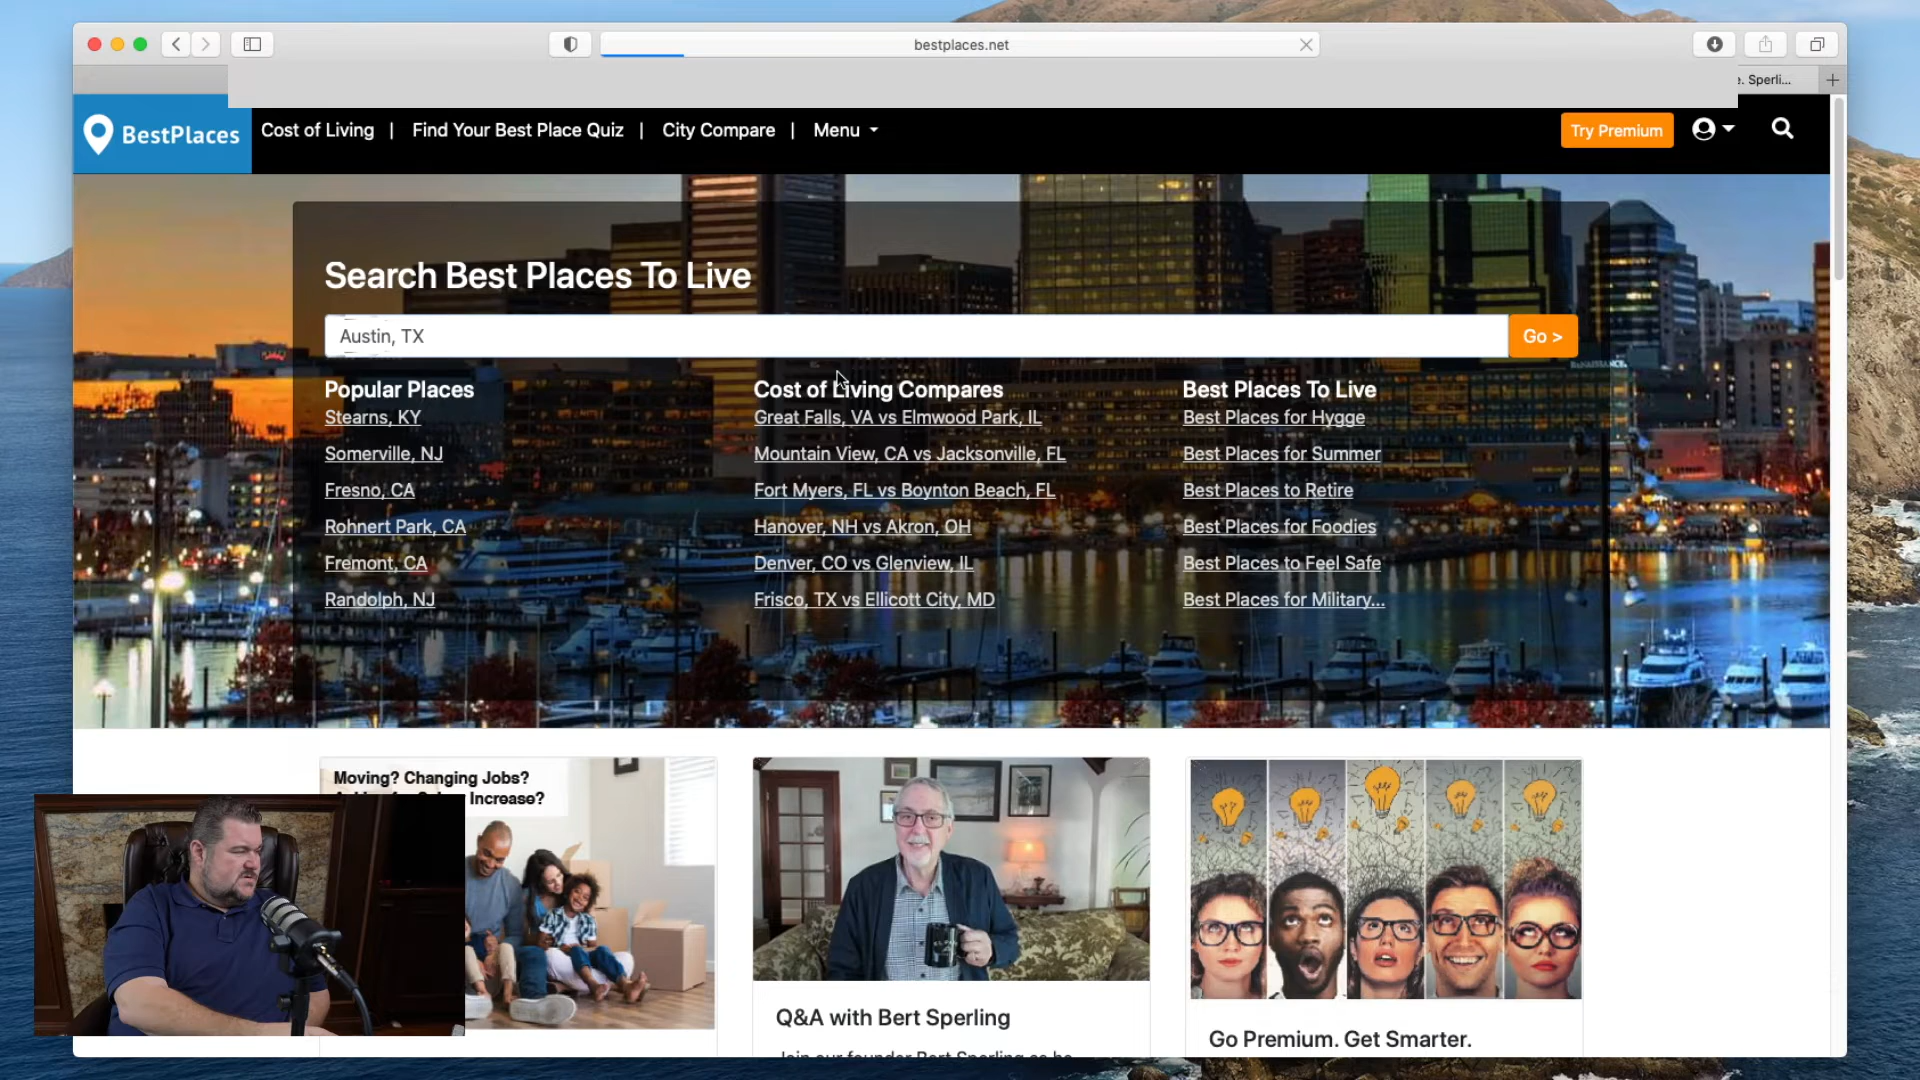 bestplaces.net
e. Sperli...
BestPlaces
Cost of Living | Find Your Best Place Quiz | City Compare | Menu
Try Premium
Search Best Places To Live
Austin, TX
Go >
Popular Places
Stearns, KY
Somerville, NJ
Fresno, CA
Rohnert Park, CA
Fremont, CA
Randolph, NJ
Cost of Living Compares
Great Falls, VA vs Elmwood Park, IL
Mountain View, CA vs Jacksonville, FL
Fort Myers, FL vs Boynton Beach, FL
Hanover, NH vs Akron, OH
Denver, CO vs Glenview, IL
Frisco, TX vs Ellicott City, MD
Best Places To Live
Best Places for Hygge
Best Places for Summer
Best Places to Retire
Best Places for Foodies
Best Places to Feel Safe
Best Places for Military...
Moving? Changing Jobs?
Increase?
Q&A with Bert Sperling
Join our founder Bert Sperling as he
Go Premium. Get Smarter.